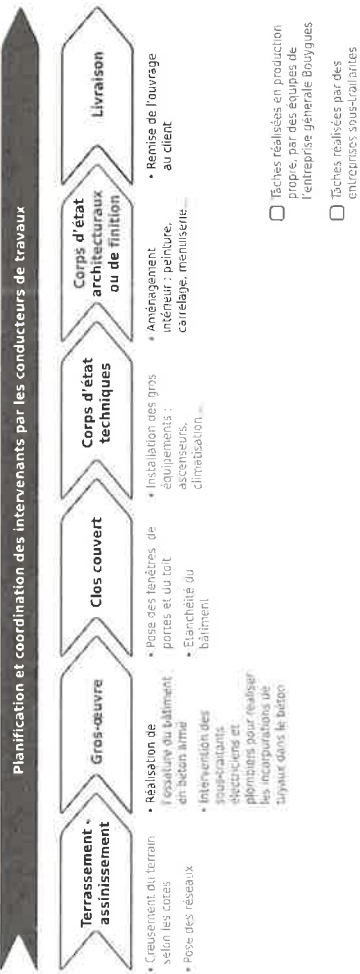 Planification et coordination des intervenants par les conducteurs de travaux
Terrassement -
assinissement
• Creusement du terrain
selon les cotes
• Pose des réseaux
Gros-œuvre
• Réalisation de
l'ossature du bâtiment
en béton armé
• Intervention des
sous-traitants
électriciens et
plombiers pour réaliser
les incorporations de
tuyaux dans le béton
Clos couvert
• Pose des fenêtres, de
portes et du toit
• Etanchéité du
bâtiment
Corps d'état
techniques
• Installation des gros
équipements :
ascenseurs,
climatisation...
Corps d'état
architecturaux
ou de finition
• Aménagement
intérieur : peinture,
carrelage, menuiserie...
Livraison
• Remise de l'ouvrage
au client
Tâches réalisées en production
propre, par des équipes de
l'entreprise générale Bouygues
Tâches réalisées par des
entreprises sous-traitantes